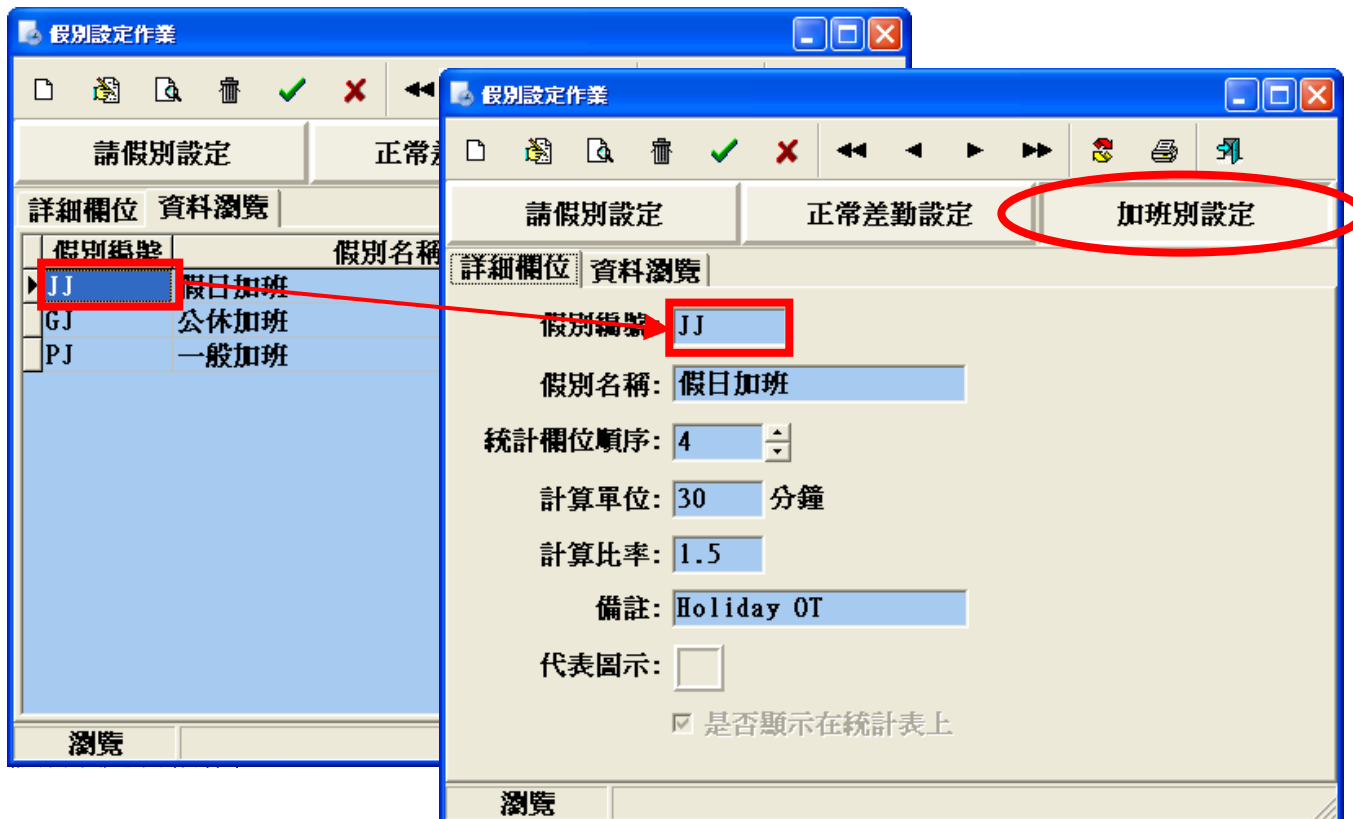 假別設定作業
請假別設定
正常差
詳細欄位 資料瀏覽
假別編號 假別名稱
JJ 假日加班
GJ 公休加班
PJ 一般加班
瀏覽
假別設定作業
請假別設定 正常差勤設定 加班別設定
詳細欄位 資料瀏覽
假別編號: JJ
假別名稱: 假日加班
統計欄位順序: 4
計算單位: 30 分鐘
計算比率: 1.5
備註: Holiday OT
代表圖示:
是否顯示在統計表上
瀏覽